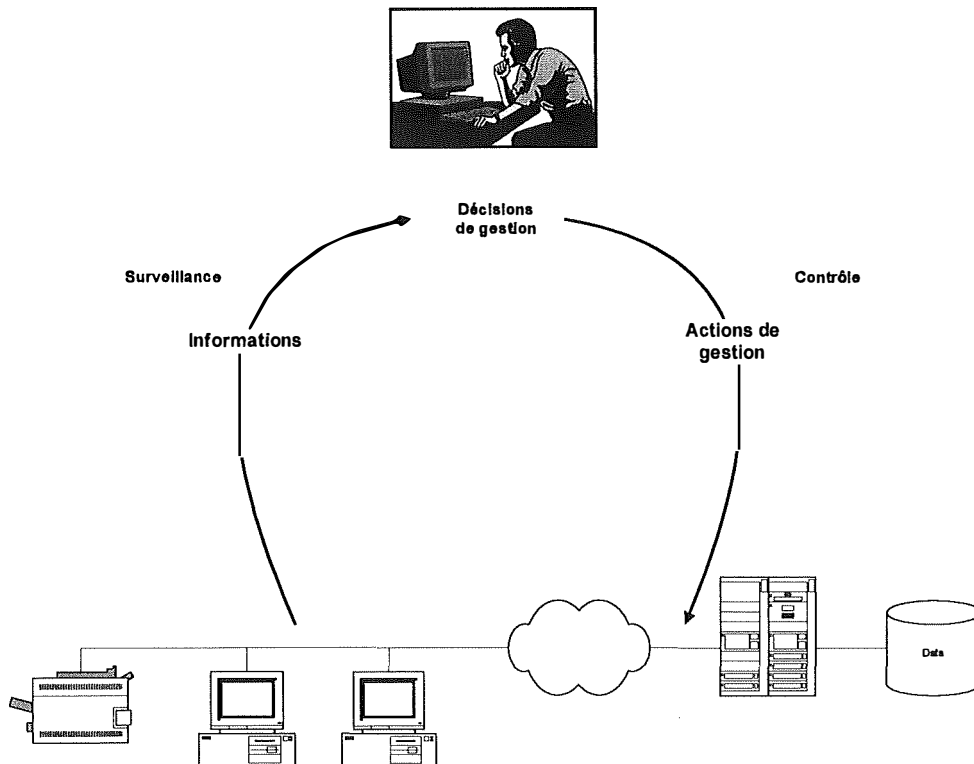 Décisions
de gestion
Surveillance
Contrôle
Informations
Actions de
gestion
Data